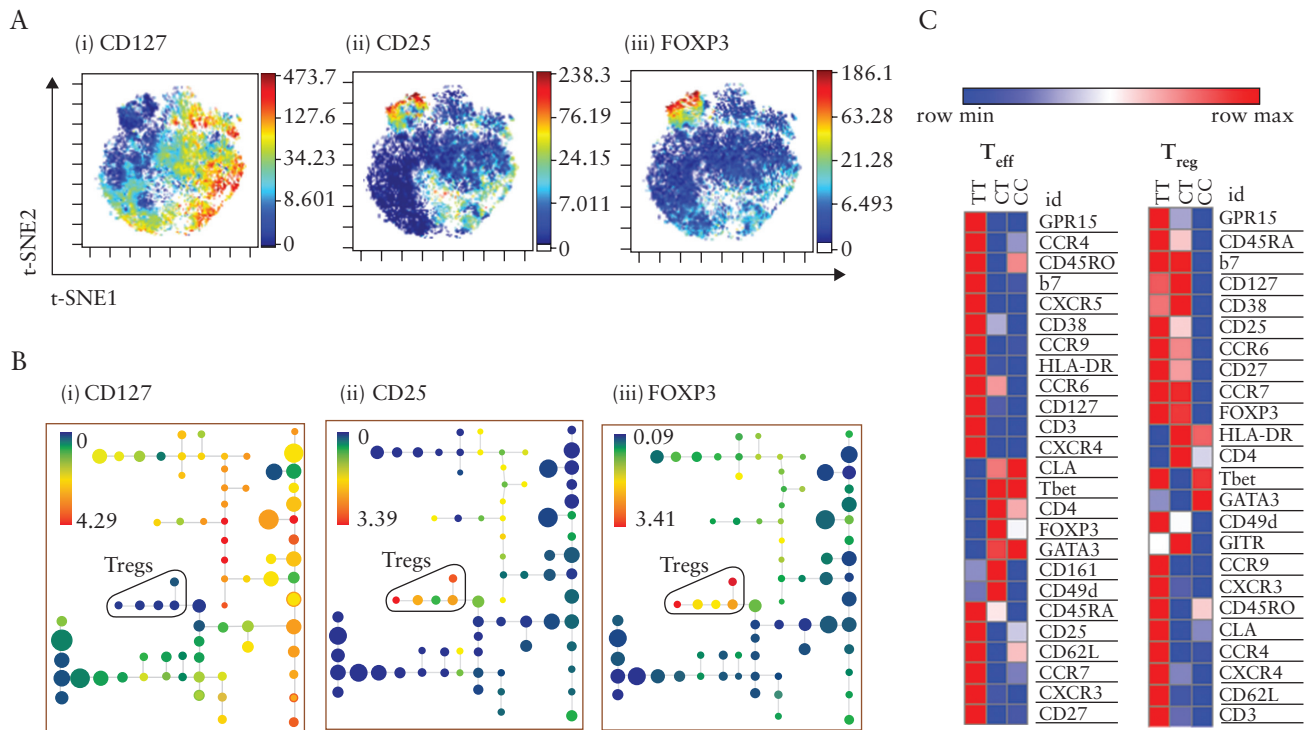 A
(i) CD127
(ii) CD25
(iii) FOXP3
473.7
127.6
34.23
8.601
0
238.3
76.19
24.15
7.011
0
186.1
63.28
21.28
6.493
0
t-SNE2
t-SNE1
B
(i) CD127
(ii) CD25
(iii) FOXP3
0
4.29
Tregs
0
3.39
Tregs
0.09
3.41
Tregs
C
row min
row max
Teff
TT CT CC id
GPR15
CCR4
CD45RO
b7
CXCR5
CD38
CCR9
HLA-DR
CCR6
CD127
CD3
CXCR4
CLA
Tbet
CD4
FOXP3
GATA3
CD161
CD49d
CD45RA
CD25
CD62L
CCR7
CXCR3
CD27
Treg
TT CT CC id
GPR15
CD45RA
b7
CD127
CD38
CD25
CCR6
CD27
CCR7
FOXP3
HLA-DR
CD4
Tbet
GATA3
CD49d
GITR
CCR9
CXCR3
CD45RO
CLA
CCR4
CXCR4
CD62L
CD3